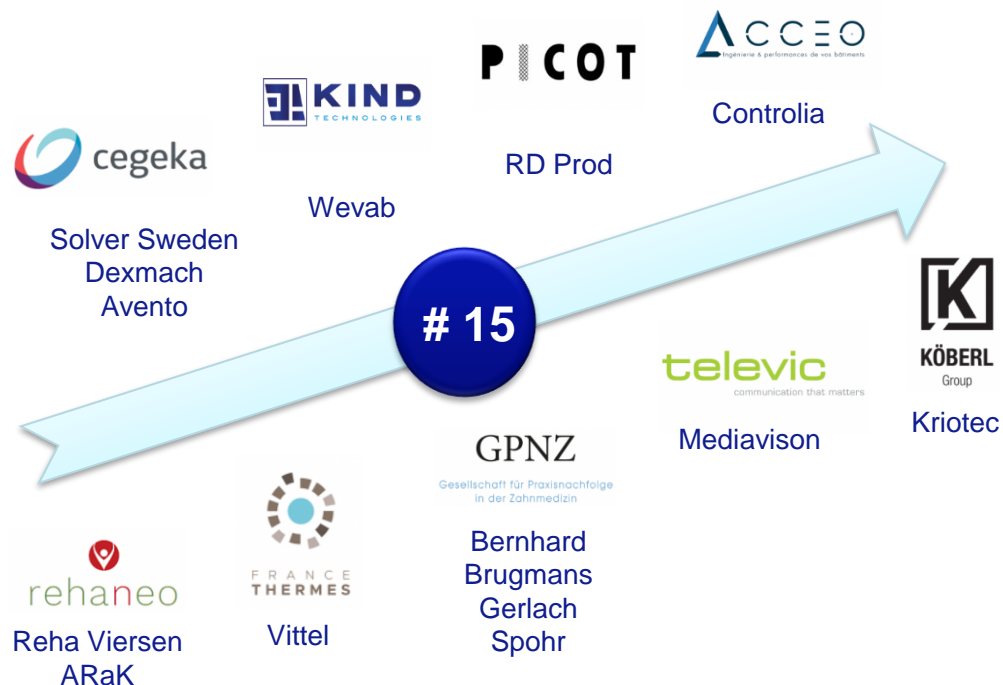 ACCEO
Ingénierie & performances de vos bâtiments
Controlia
PICOT
RD Prod
KIND
TECHNOLOGIES
Wevab
cegeka
Solver Sweden
Dexmach
Avento
# 15
KÖBERL
Group
Kriotec
televic
communication that matters
Mediavison
GPNZ
Gesellschaft für Praxisnachfolge
in der Zahnmedizin
Bernhard
Brugmans
Gerlach
Spohr
FRANCE
THERMES
Vittel
rehaneo
Reha Viersen
ARaK